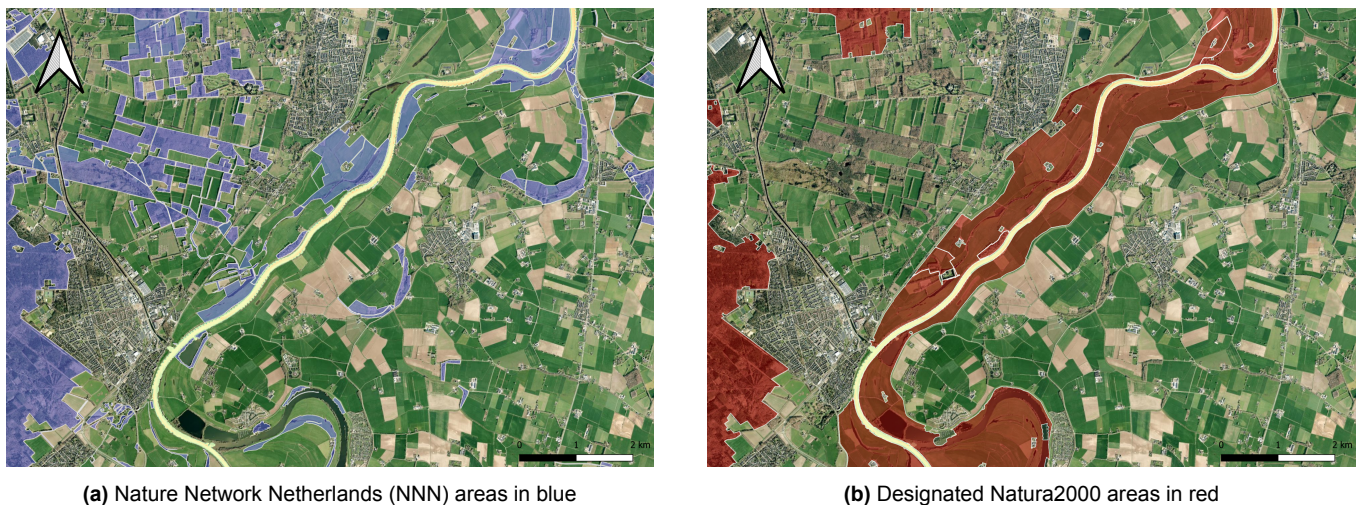 0 1 2 km
0 1 2 km
(a) Nature Network Netherlands (NNN) areas in blue
(b) Designated Natura2000 areas in red